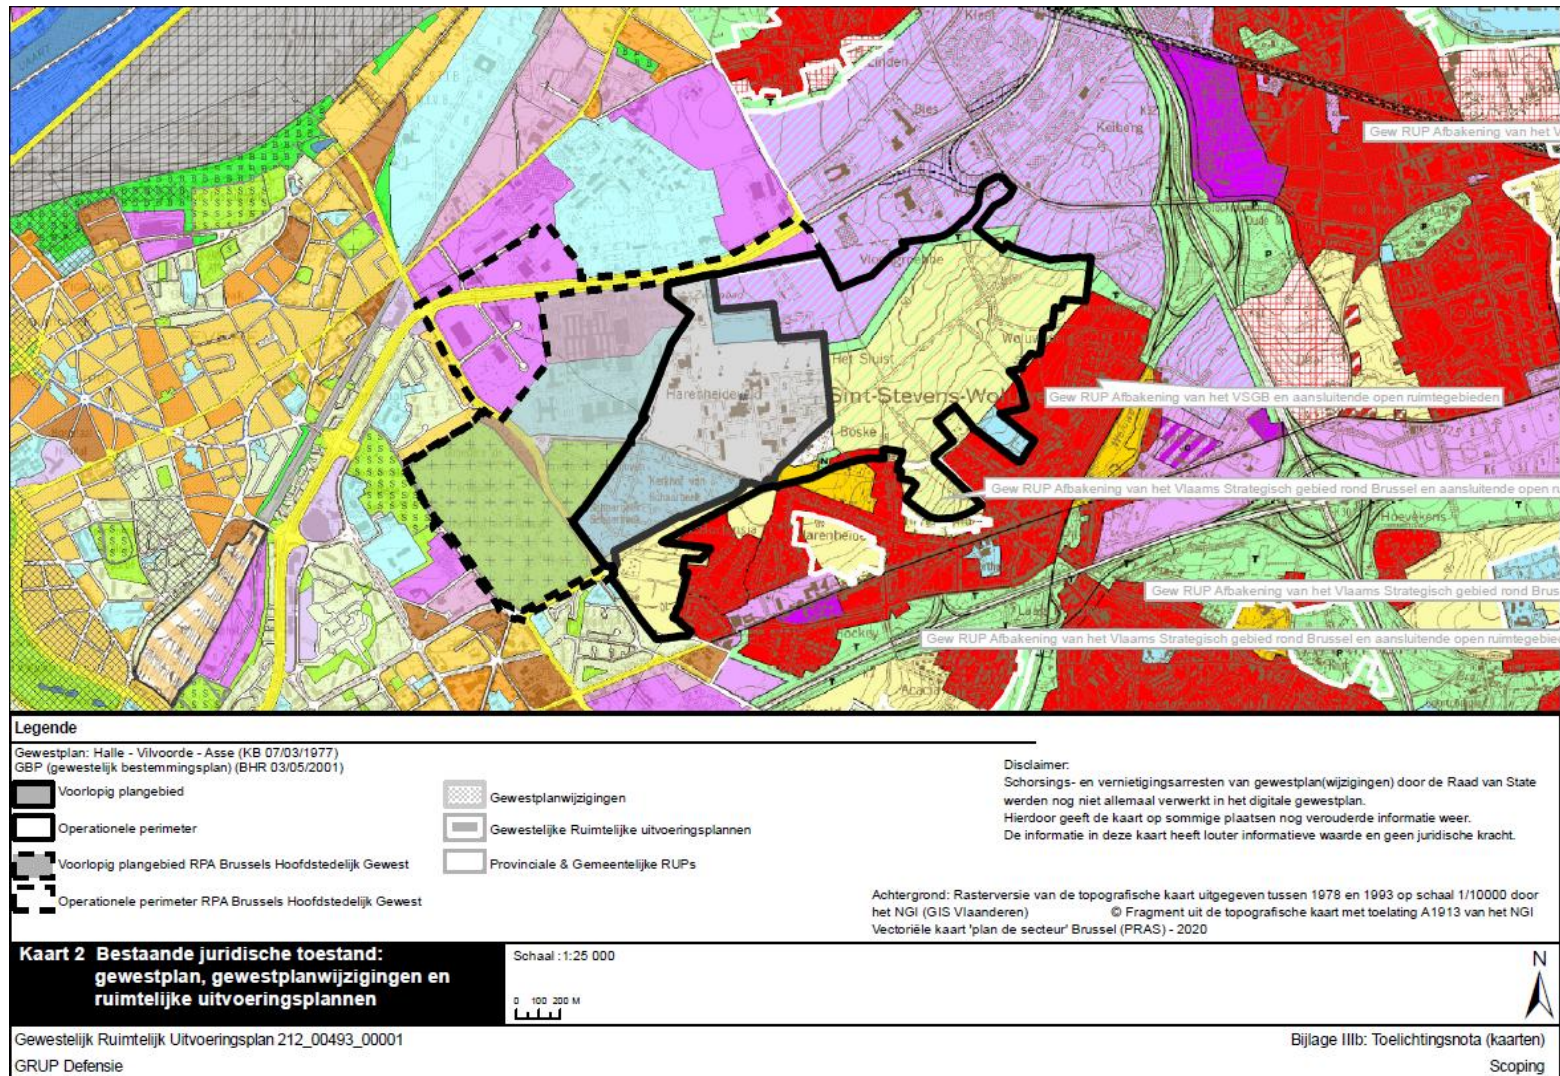 Linden
Bles
Kelberg
Gew RUP Afbakening van het V
Het Sluist
Harenheideveld
Sint-Stevens-Wol
Gew RUP Afbakening van het VSGB en aansluitende open ruimtegebieden
Boske
Kerkhof van
Gew RUP Afbakening van het Vlaams Strategisch gebied rond Brussel en aansluitende open ru
Hoevekens
Gew RUP Afbakening van het Vlaams Strategisch gebied rond Brus
Gew RUP Afbakening van het Vlaams Strategisch gebied rond Brussel en aansluitende open ruimtegebie
Legende
Gewestplan: Halle - Vilvoorde - Asse (KB 07/03/1977)
GBP (gewestelijk bestemmingsplan) (BHR 03/05/2001)
Voorlopig plangebied
Operationele perimeter
Voorlopig plangebied RPA Brussels Hoofdstedelijk Gewest
Operationele perimeter RPA Brussels Hoofdstedelijk Gewest
Gewestplanwijzigingen
Gewestelijke Ruimtelijke uitvoeringsplannen
Provinciale & Gemeentelijke RUPs
Disclaimer:
Schorsings- en vernietigingsarresten van gewestplan(wijzigingen) door de Raad van State
werden nog niet allemaal verwerkt in het digitale gewestplan.
Hierdoor geeft de kaart op sommige plaatsen nog verouderde informatie weer.
De informatie in deze kaart heeft louter informatieve waarde en geen juridische kracht.
Achtergrond: Rasterversie van de topografische kaart uitgegeven tussen 1978 en 1993 op schaal 1/10000 door
het NGI (GIS Vlaanderen) © Fragment uit de topografische kaart met toelating A1913 van het NGI
Vectoriële kaart 'plan de secteur' Brussel (PRAS) - 2020
Kaart 2 Bestaande juridische toestand:
gewestplan, gewestplanwijzigingen en
ruimtelijke uitvoeringsplannen
Schaal :1:25 000
0 100 200 M
N
Gewestelijk Ruimtelijk Uitvoeringsplan 212_00493_00001
GRUP Defensie
Bijlage IIIb: Toelichtingsnota (kaarten)
Scoping